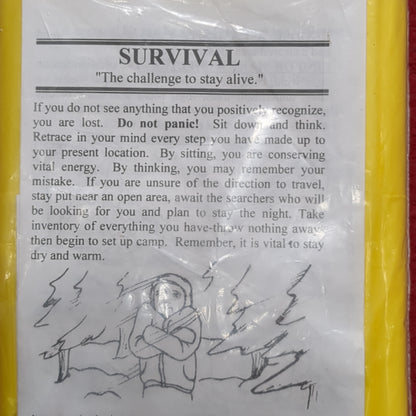 SURVIVAL
"The challenge to stay alive."
If you do not see anything that you positively recognize,
you are lost. Do not panic! Sit down and think.
Retrace in your mind every step you have made up to
your present location. By sitting, you are conserving
vital energy. By thinking, you may remember your
mistake. If you are unsure of the direction to travel,
stay put near an open area, await the searchers who will
be looking for you and plan to stay the night. Take
inventory of everything you have-throw nothing away,
then begin to set up camp. Remember, it is vital to stay
dry and warm.